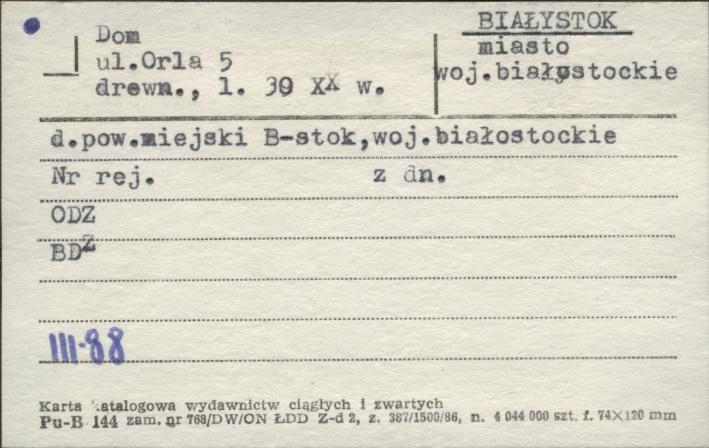 Dom
ul.Orla 5
drewn., l. 30 XX w.
BIAŁYSTOK
miasto
woj.białystockie
d.pow.miejski B-stok,woj.białostockie
Nr rej. z dn.
ODZ
BDZ
III-88
Karta katalogowa wydawnictw ciągłych i zwartych
Pu-B 144 zam. nr 768/DW/ON ŁDD Z-d 2, z. 387/1500/86, n. 4 044 000 szt. f. 74×120 mm